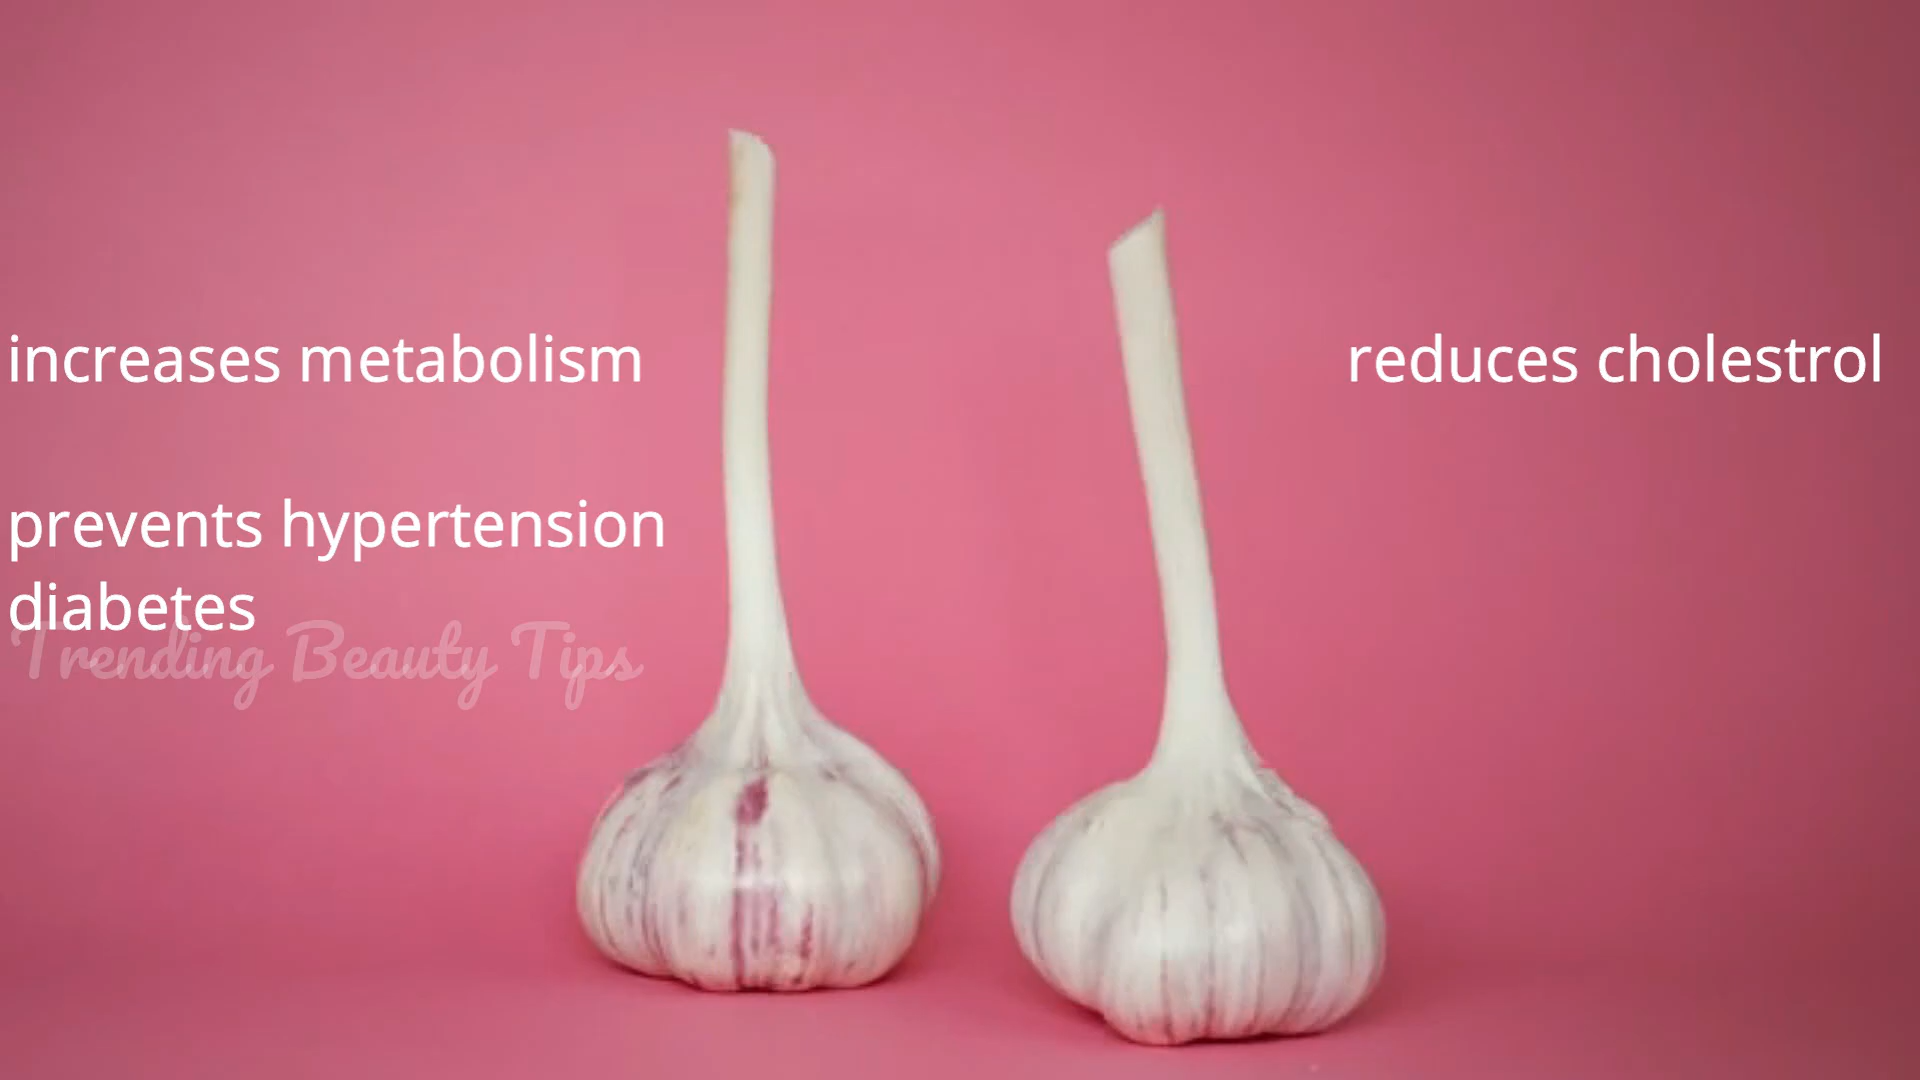 increases metabolism
reduces cholestrol
prevents hypertension
diabetes
Trending Beauty Tips